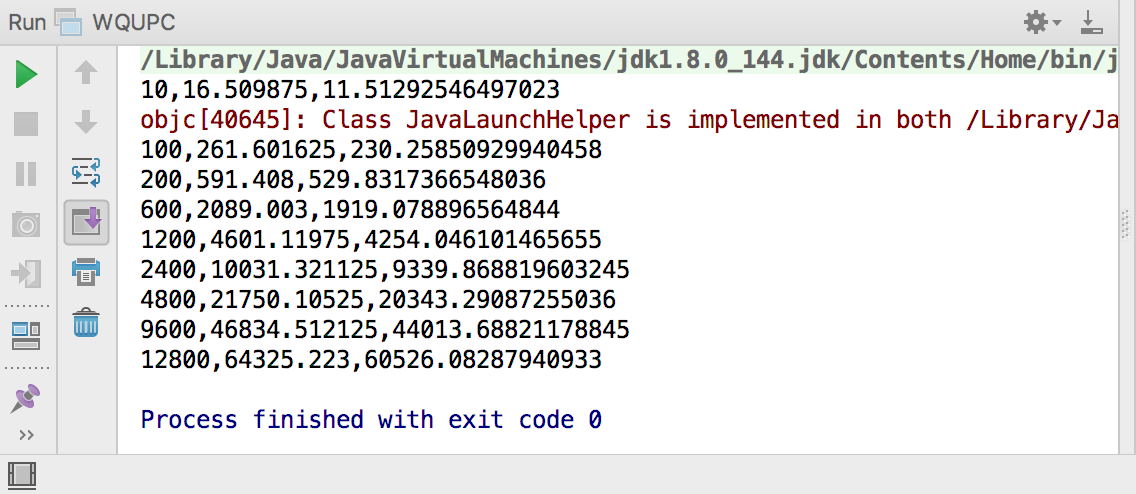 Run WQUPC
/Library/Java/JavaVirtualMachines/jdk1.8.0_144.jdk/Contents/Home/bin/j
10,16.509875,11.51292546497023
objc[40645]: Class JavaLaunchHelper is implemented in both /Library/Ja
100,261.601625,230.25850929940458
200,591.408,529.8317366548036
600,2089.003,1919.078896564844
1200,4601.11975,4254.046101465655
2400,10031.321125,9339.868819603245
4800,21750.10525,20343.29087255036
9600,46834.512125,44013.68821178845
12800,64325.223,60526.08287940933
Process finished with exit code 0